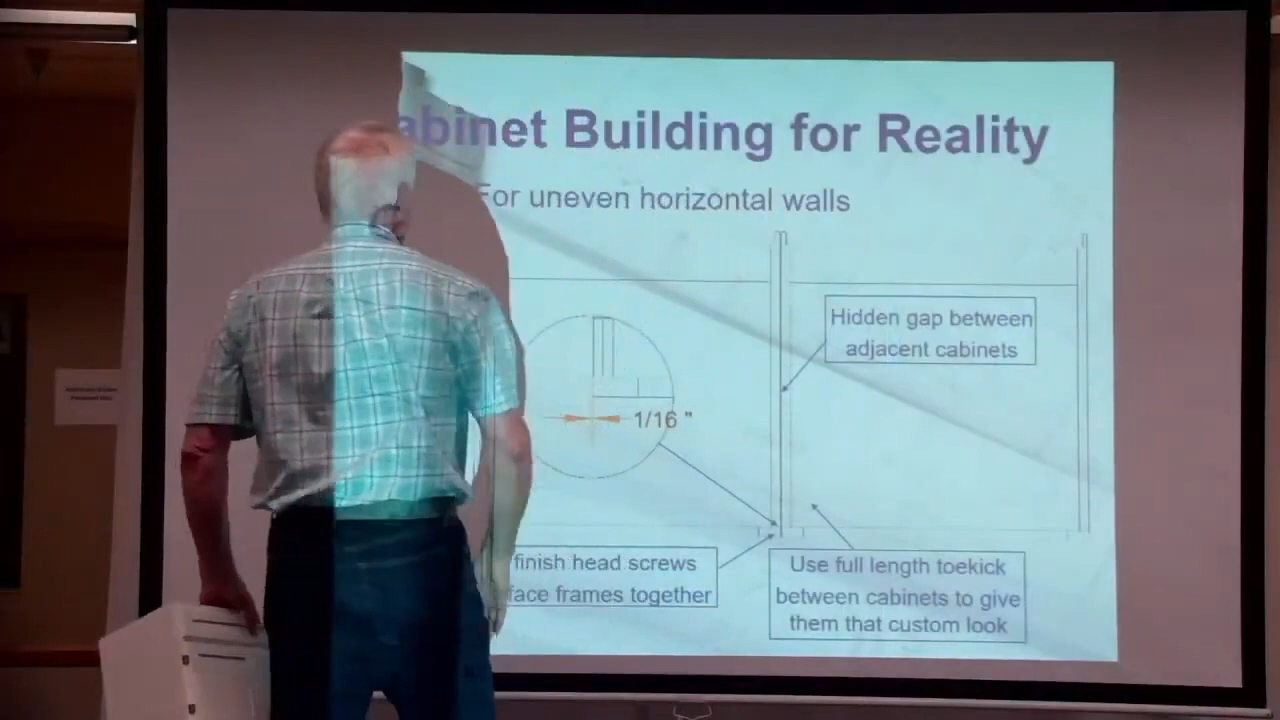 abinet Building for Reality
For uneven horizontal walls
Hidden gap between
adjacent cabinets
1/16 "
finish head screws
face frames together
Use full length toekick
between cabinets to give
them that custom look